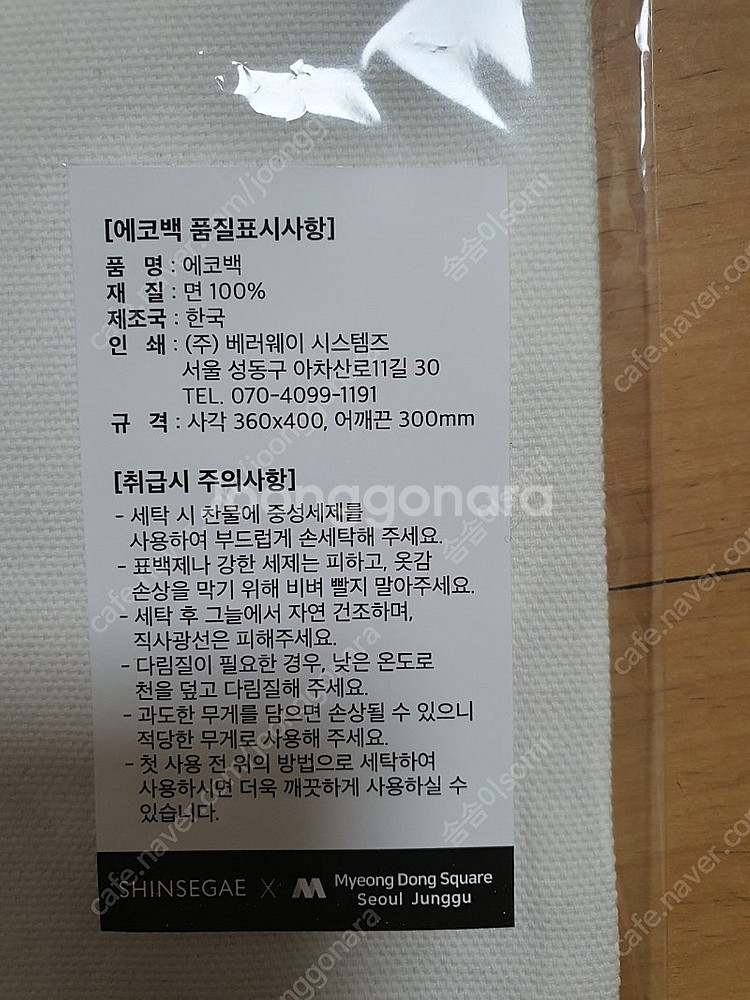 [에코백 품질표시사항]
품 명 : 에코백
재 질 : 면 100%
제조국 : 한국
인 쇄 : (주) 베러웨이 시스템즈
서울 성동구 아차산로11길 30
TEL. 070-4099-1191
규 격 : 사각 360x400, 어깨끈 300mm
[취급시 주의사항]
- 세탁 시 찬물에 중성세제를
사용하여 부드럽게 손세탁해 주세요.
- 표백제나 강한 세제는 피하고, 옷감
손상을 막기 위해 비벼 빨지 말아주세요.
- 세탁 후 그늘에서 자연 건조하며,
직사광선은 피해주세요.
- 다림질이 필요한 경우, 낮은 온도로
천을 덮고 다림질해 주세요.
- 과도한 무게를 담으면 손상될 수 있으니
적당한 무게로 사용해 주세요.
- 첫 사용 전 위의 방법으로 세탁하여
사용하시면 더욱 깨끗하게 사용하실 수
있습니다.
SHINSEGAE X Myeong Dong Square
Seoul Junggu
joonggonara
cafe.naver.com/joonggonara
솜솜이somi